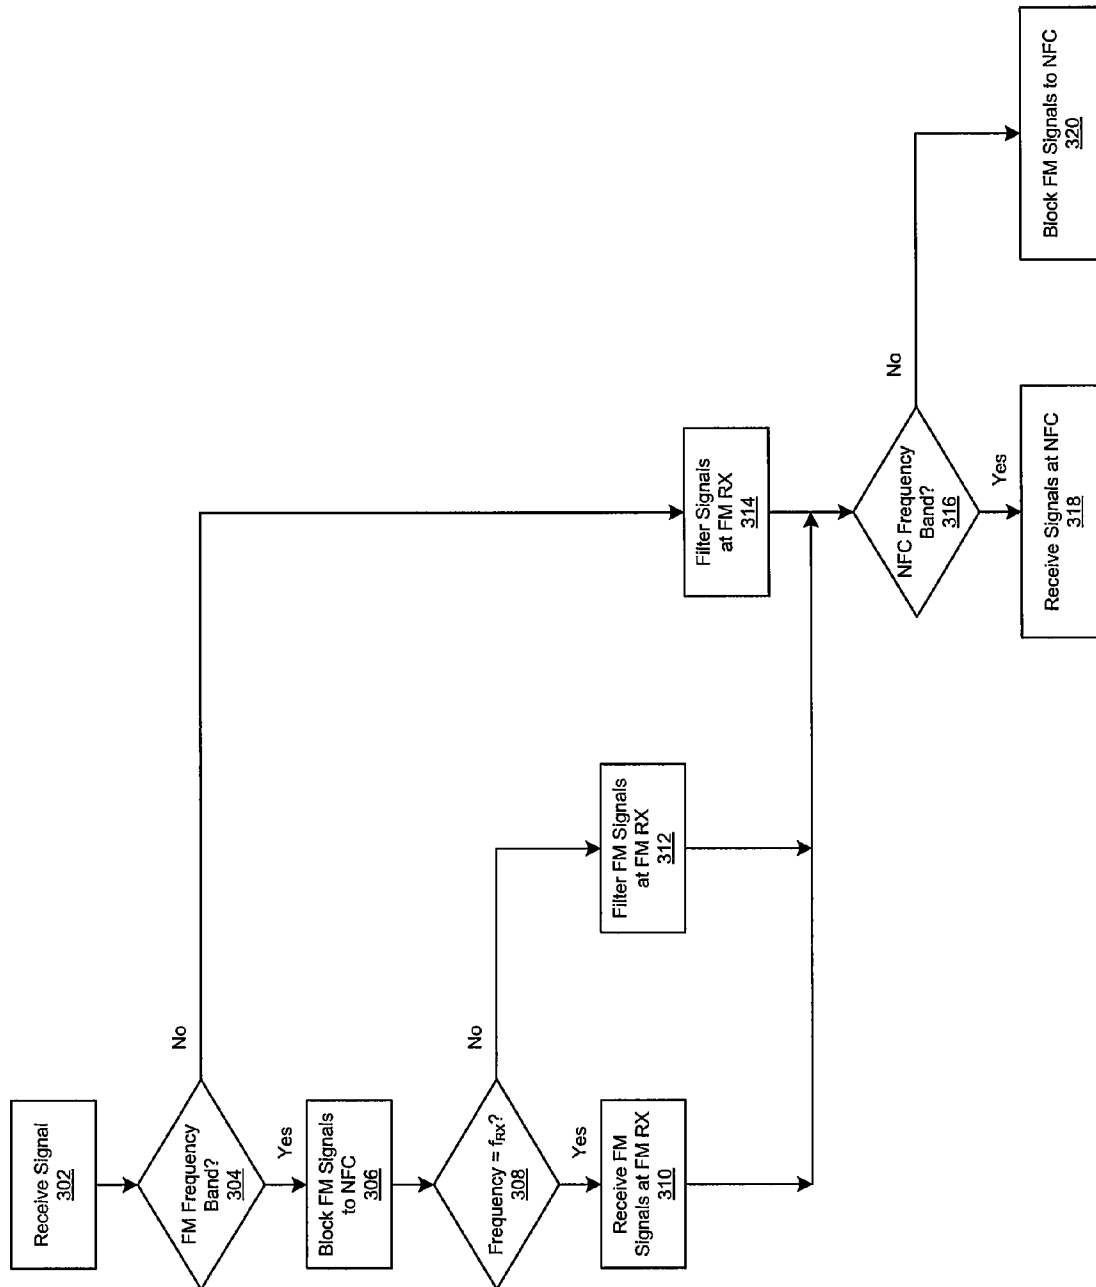 Receive Signal
302
FM Frequency
Band?
304
No
Yes
Block FM Signals
to NFC
306
Frequency = fRX?
308
No
Yes
Receive FM
Signals at FM RX
310
Filter FM Signals
at FM RX
312
Filter Signals
at FM RX
314
NFC Frequency
Band?
316
No
Yes
Receive Signals at NFC
318
Block FM Signals to NFC
320